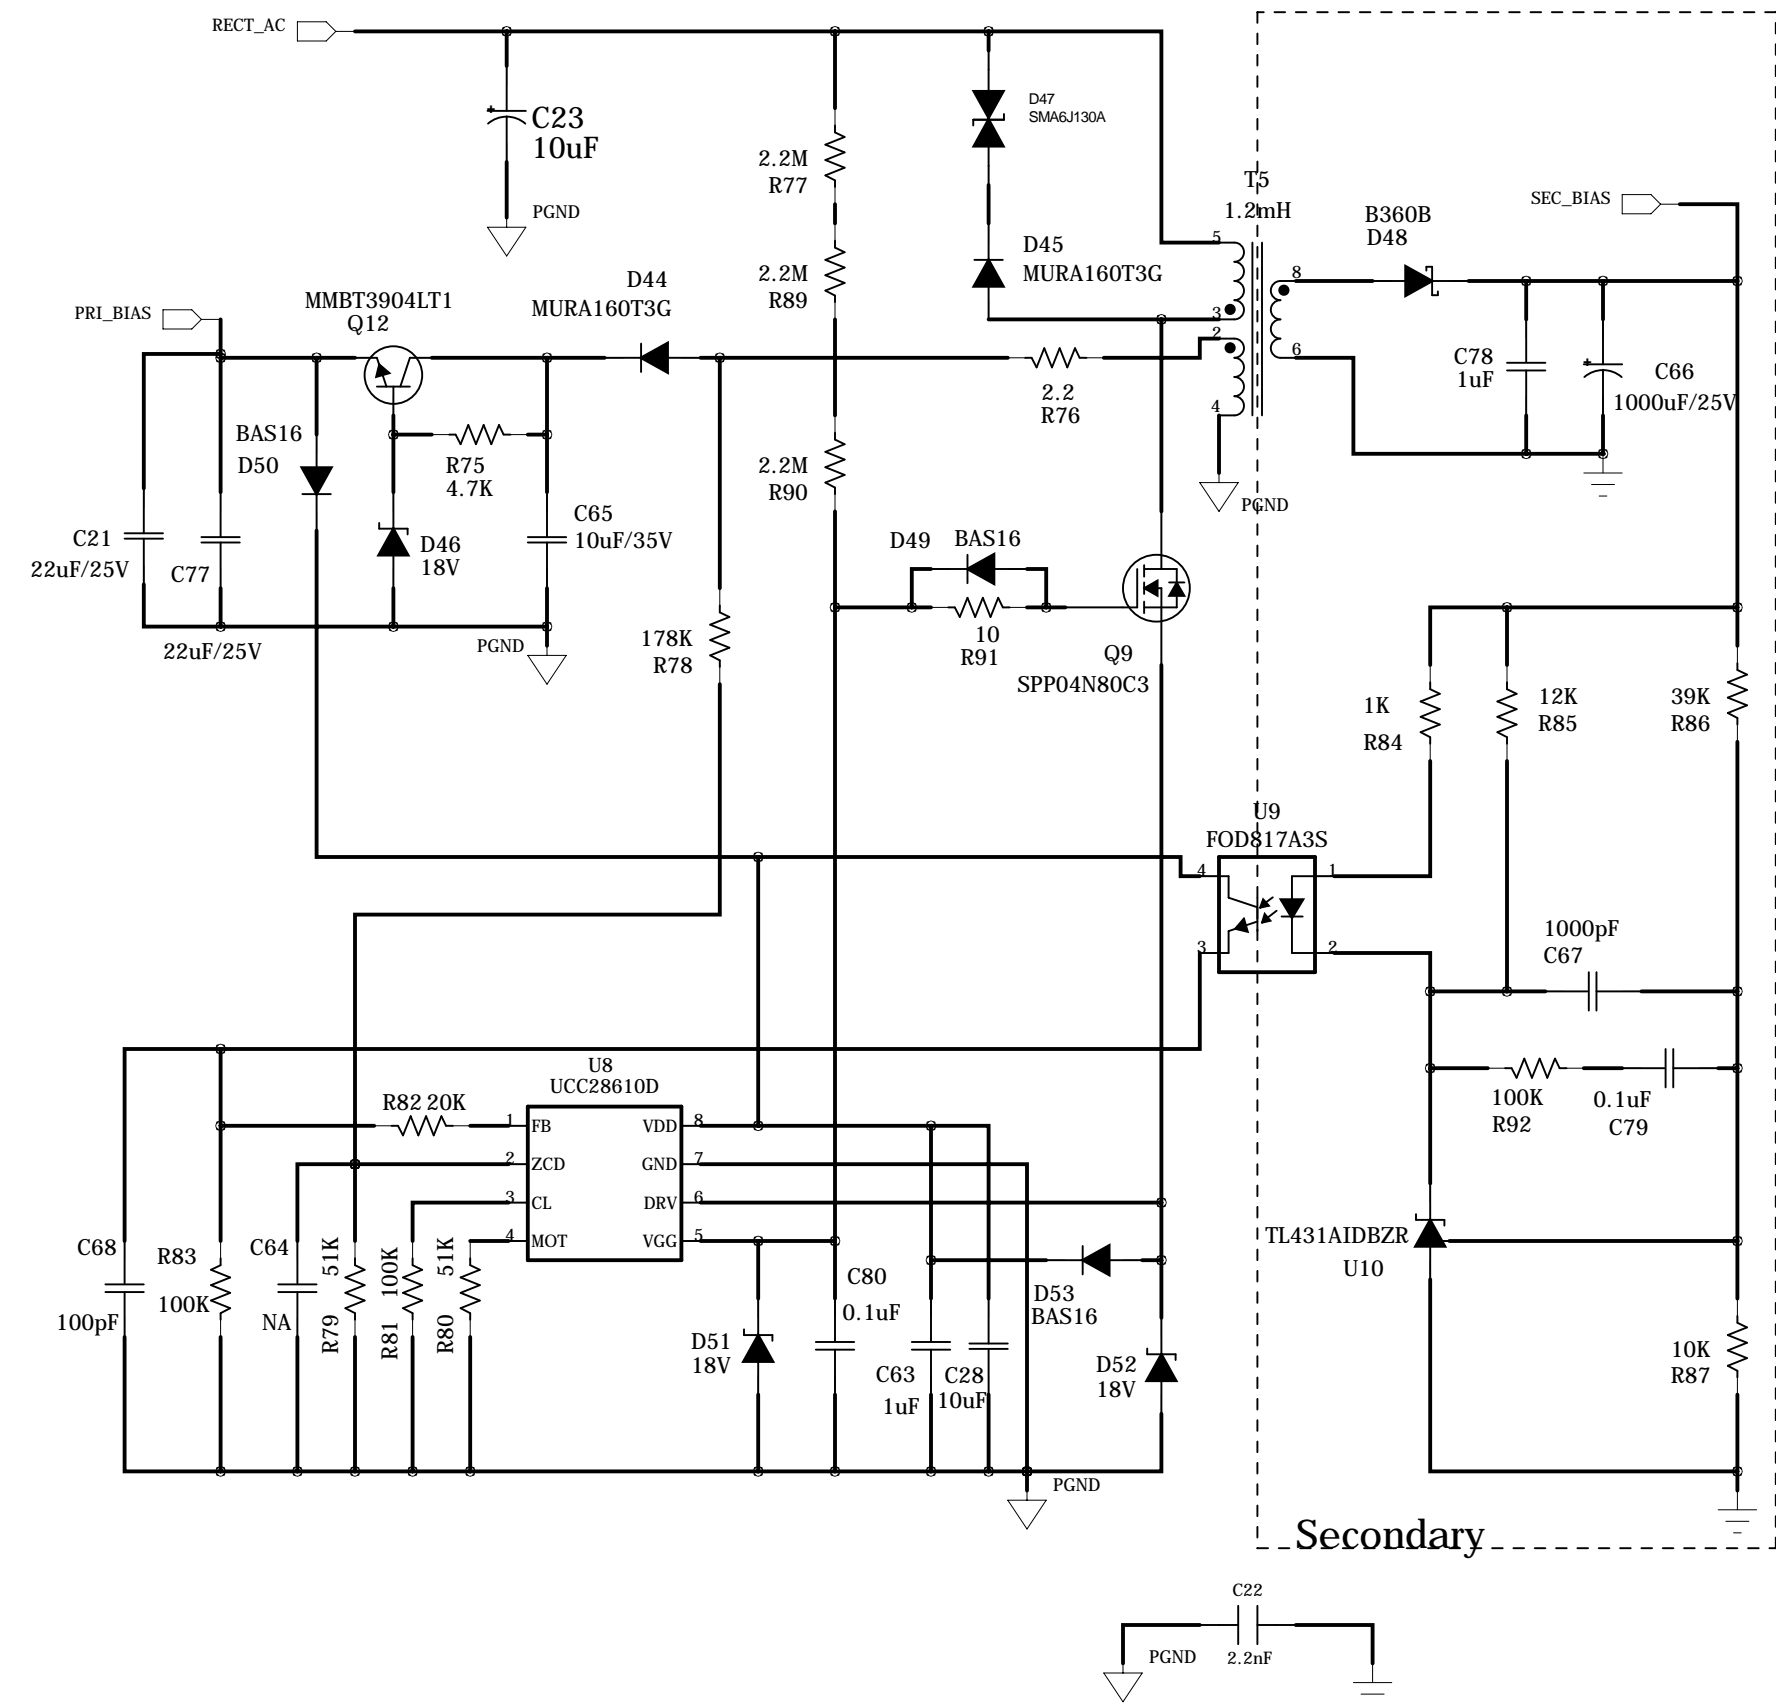 RECT_AC
C23
10uF
PGND
2.2M
R77
D47
SMA6J130A
T5
1.2mH
SEC_BIAS
B360B
D48
5
3
2
4
8
6
D45
MURA160T3G
2.2M
R89
D44
MURA160T3G
MMBT3904LT1
Q12
PRI_BIAS
2.2
R76
C78
1uF
C66
1000uF/25V
BAS16
D50
R75
4.7K
2.2M
R90
PGND
C65
10uF/35V
D46
18V
C21
22uF/25V
C77
22uF/25V
PGND
D49
BAS16
10
R91
Q9
SPP04N80C3
178K
R78
1K
R84
12K
R85
39K
R86
U9
FOD817A3S
4
3
1
2
1000pF
C67
100K
R92
0.1uF
C79
U8
UCC28610D
R82 20K
1
FB
2
ZCD
3
CL
4
MOT
VDD
8
GND
7
DRV
6
VGG
5
C68
100pF
R83
100K
C64
NA
R79
51K
R81
100K
R80
51K
D51
18V
C80
0.1uF
C63
1uF
C28
10uF
D53
BAS16
D52
18V
PGND
TL431AIDBZR
U10
10K
R87
Secondary
C22
PGND
2.2nF